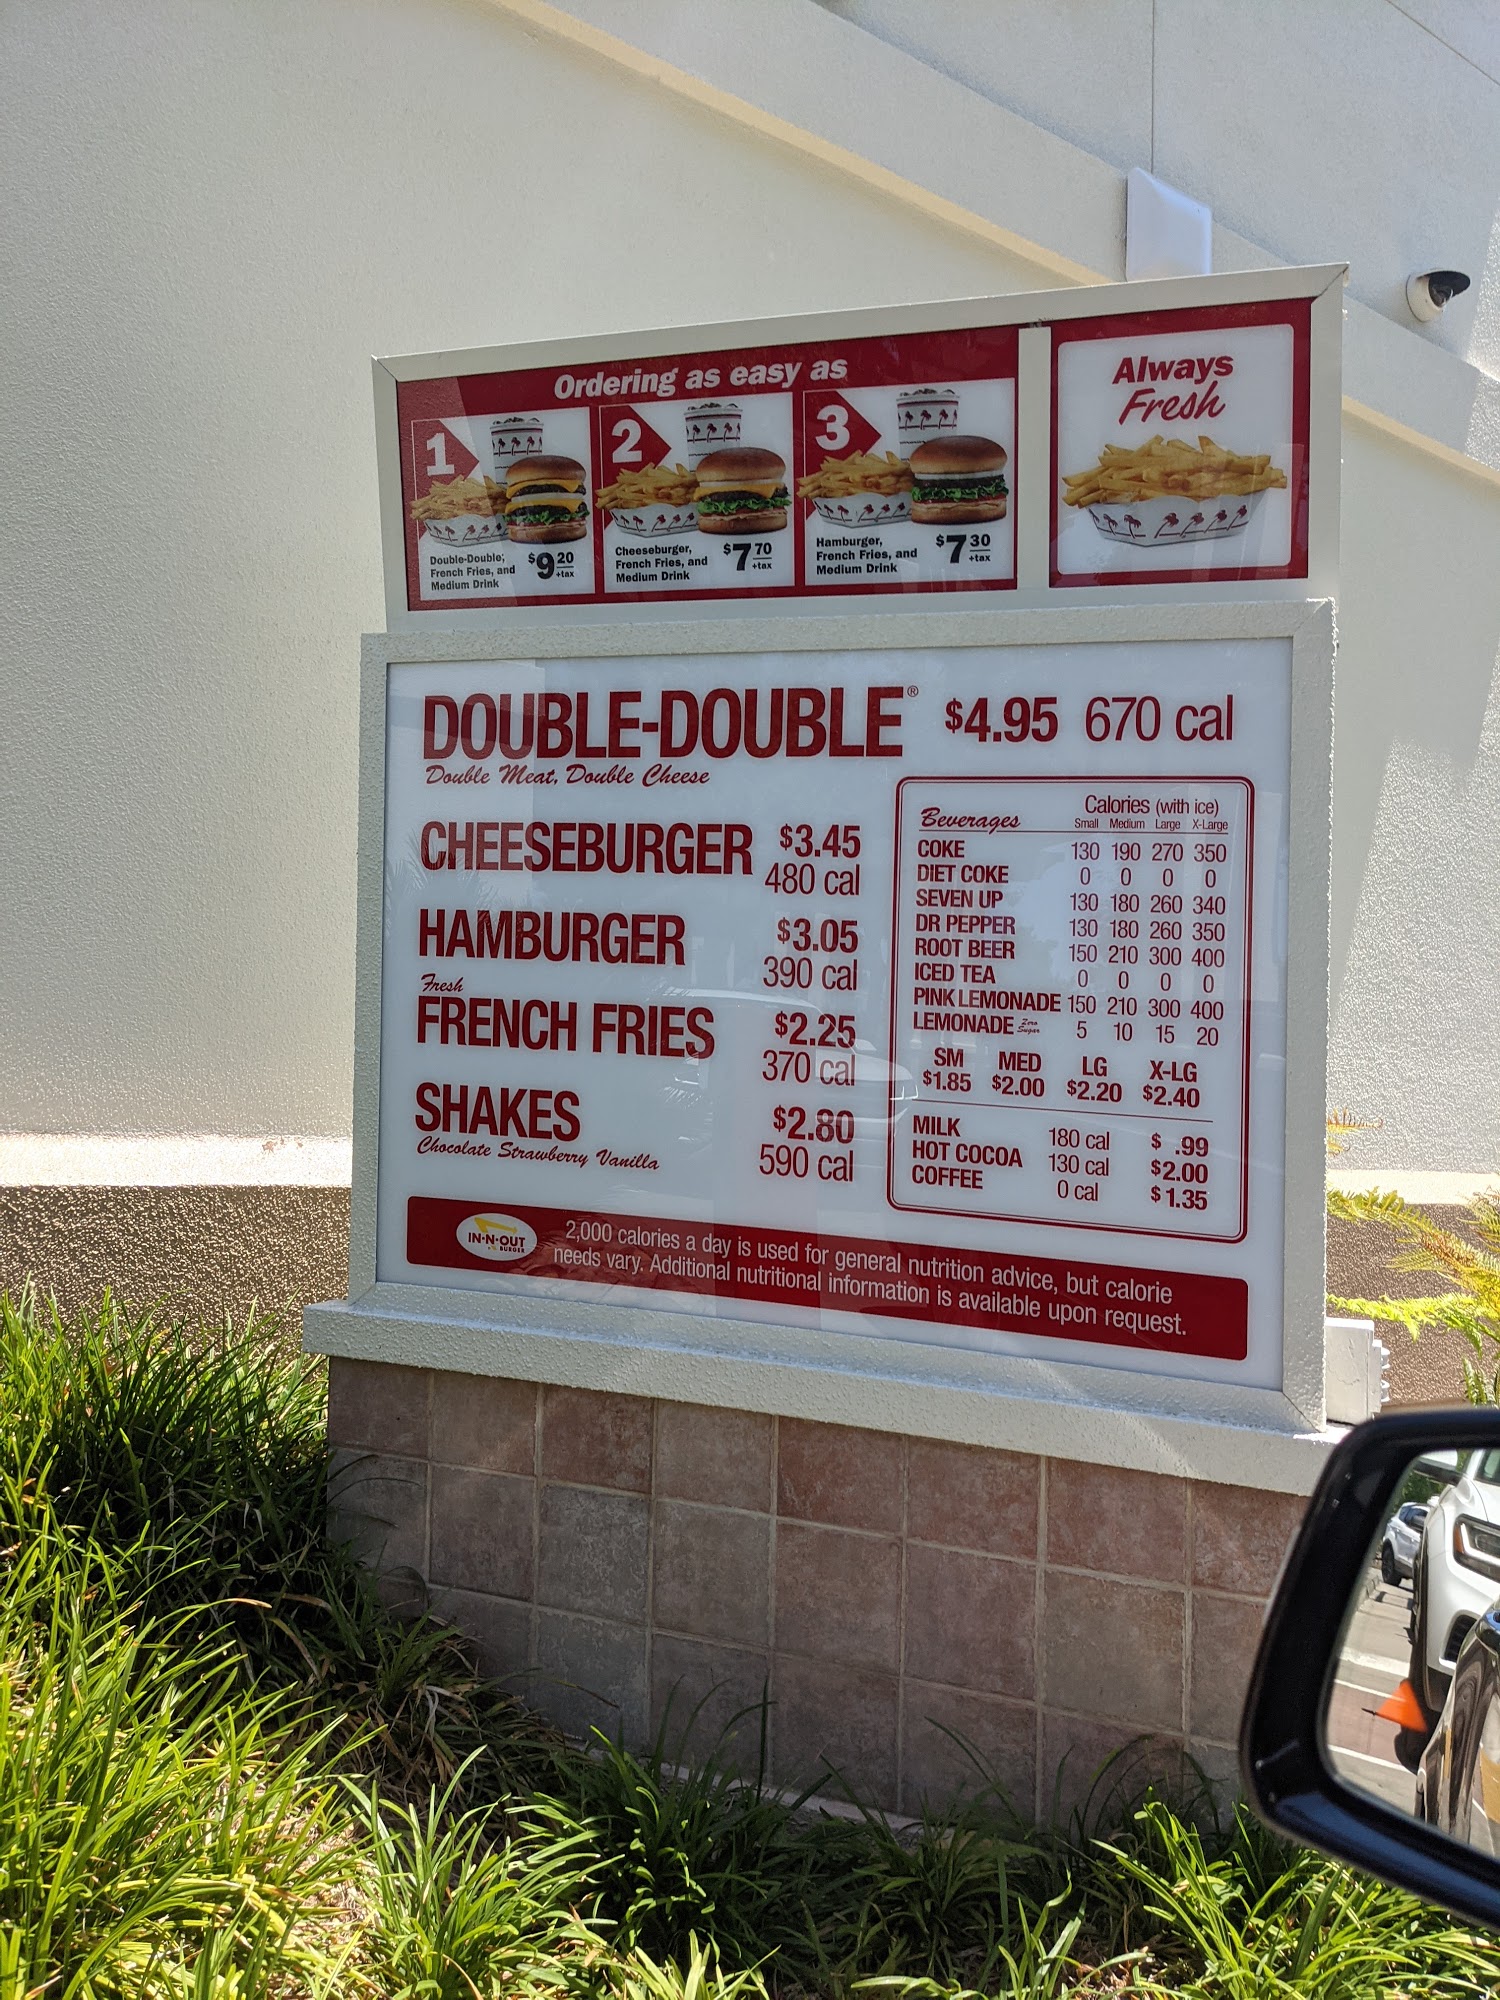 Ordering as easy as
1
Double-Double,
French Fries, and
Medium Drink
$9 20
+tax
2
Cheeseburger,
French Fries, and
Medium Drink
$7 70
+tax
3
Hamburger,
French Fries, and
Medium Drink
$7 30
+tax
Always
Fresh
DOUBLE-DOUBLE® $4.95 670 cal
Double Meat, Double Cheese
CHEESEBURGER $3.45
480 cal
HAMBURGER $3.05
390 cal
Fresh
FRENCH FRIES $2.25
370 cal
SHAKES $2.80
Chocolate Strawberry Vanilla 590 cal
Beverages Calories (with ice)
Small Medium Large X-Large
COKE 130 190 270 350
DIET COKE 0 0 0 0
SEVEN UP 130 180 260 340
DR PEPPER 130 180 260 350
ROOT BEER 150 210 300 400
ICED TEA 0 0 0 0
PINK LEMONADE 150 210 300 400
LEMONADE Zero Sugar 5 10 15 20
SM MED LG X-LG
$1.85 $2.00 $2.20 $2.40
MILK 180 cal $ .99
HOT COCOA 130 cal $2.00
COFFEE 0 cal $1.35
IN-N-OUT
BURGER
2,000 calories a day is used for general nutrition advice, but calorie
needs vary. Additional nutritional information is available upon request.